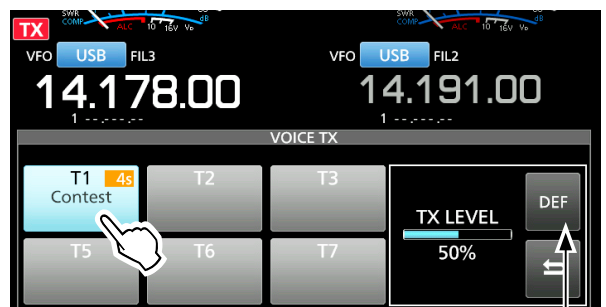 SWR
COMP
ALC 10 16V VD dB
COMP
ALC 10 16V VD dB
TX
VFO USB FIL3
VFO USB FIL2
14.178.00
14.191.00
1 --.---.--
1 --.---.--
VOICE TX
T1 4s
Contest
T2
T3
TX LEVEL
50%
DEF
T5
T6
T7